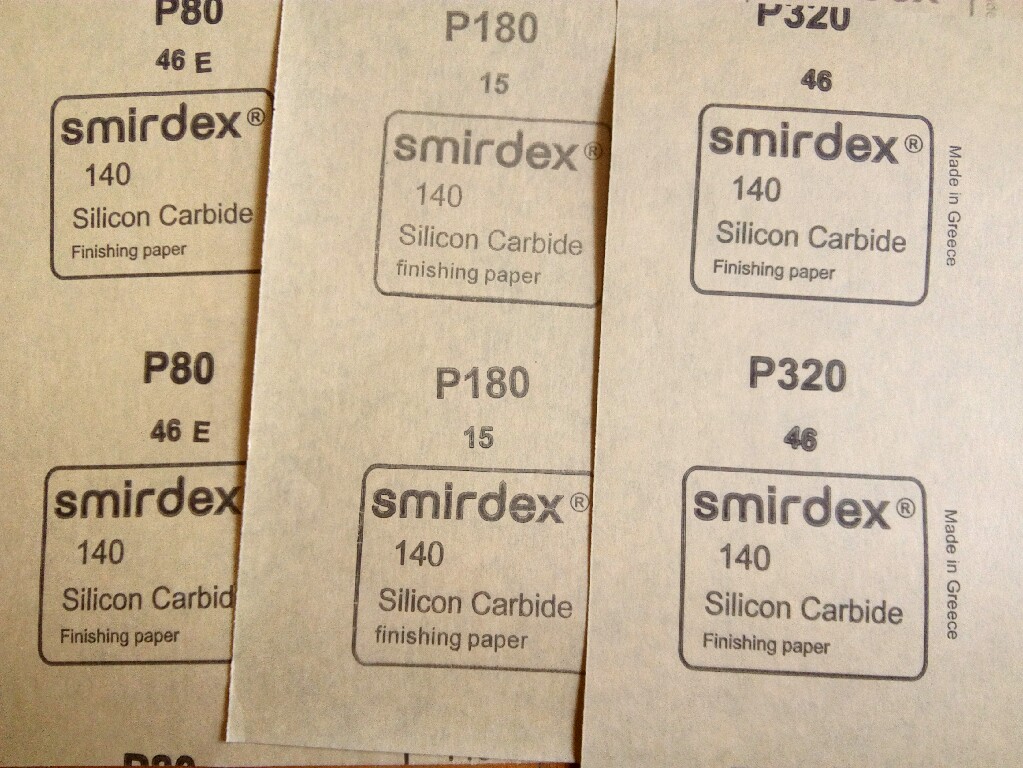 P80
46 E
smirdex®
140
Silicon Carbide
Finishing paper
P80
46 E
smirdex
140
Silicon Carbid
Finishing paper
P80
P180
15
smirdex®
140
Silicon Carbide
finishing paper
P180
15
smirdex®
140
Silicon Carbide
finishing paper
P320
46
smirdex®
140
Silicon Carbide
Finishing paper
Made in Greece
P320
46
smirdex®
140
Silicon Carbide
Finishing paper
Made in Greece